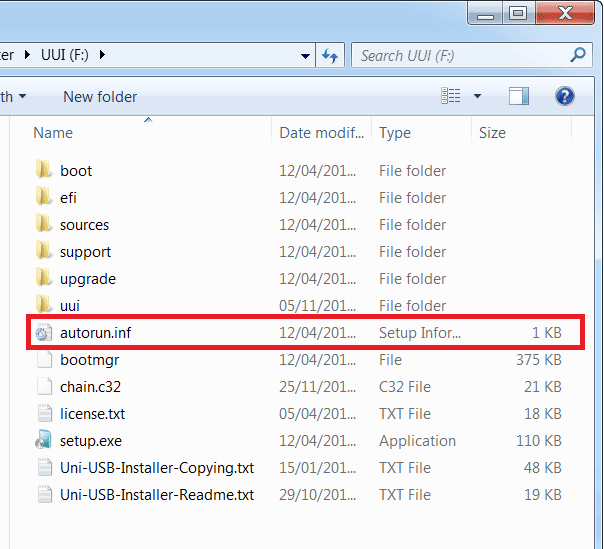 ter UUI (F:) Search UUI (F:)
th New folder
Name Date modif... Type Size
boot 12/04/201... File folder
efi 12/04/201... File folder
sources 12/04/201... File folder
support 12/04/201... File folder
upgrade 12/04/201... File folder
uui 05/11/201... File folder
autorun.inf 12/04/201... Setup Infor... 1 KB
bootmgr 12/04/201... File 375 KB
chain.c32 25/11/201... C32 File 21 KB
license.txt 05/04/201... TXT File 18 KB
setup.exe 12/04/201... Application 110 KB
Uni-USB-Installer-Copying.txt 15/01/201... TXT File 48 KB
Uni-USB-Installer-Readme.txt 29/10/201... TXT File 19 KB